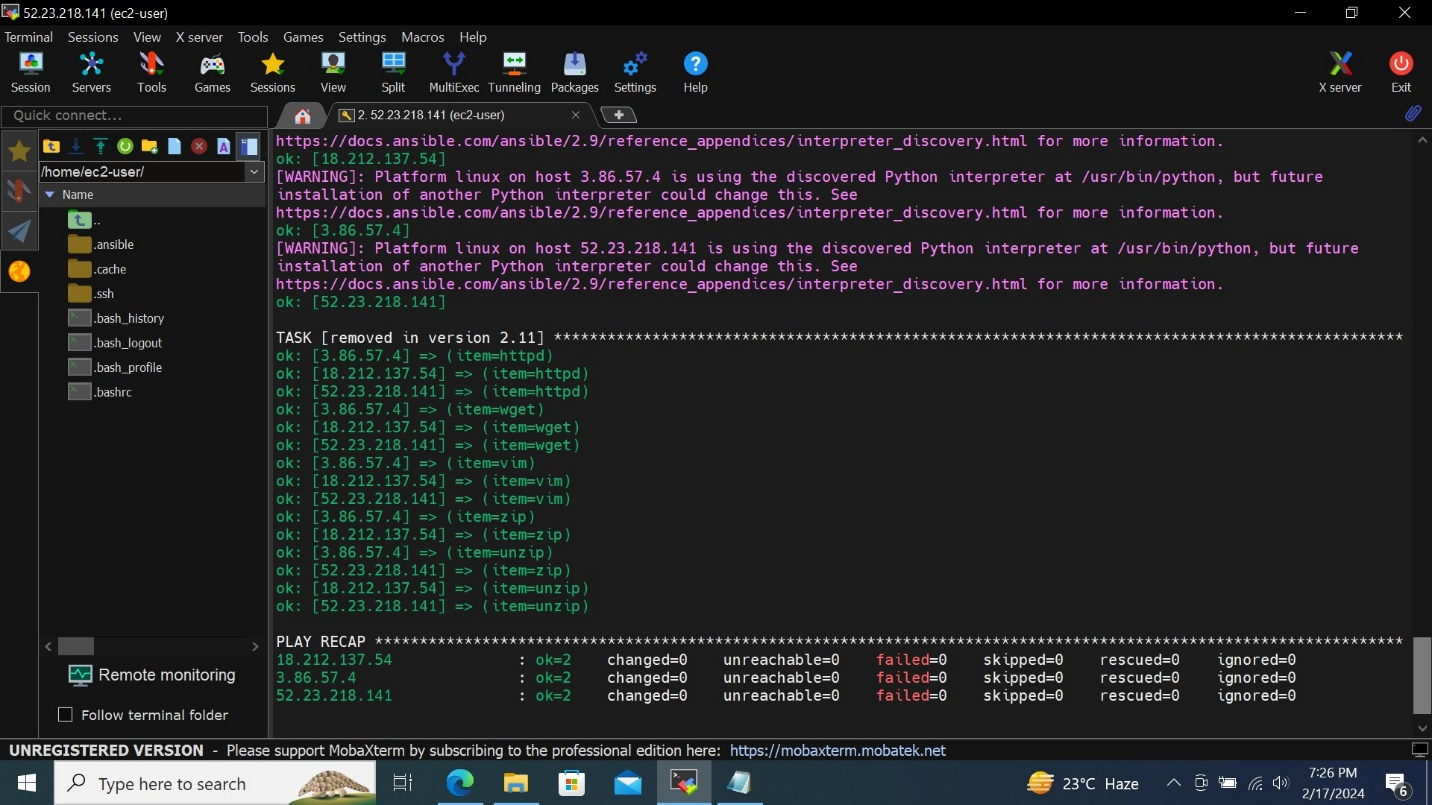 52.23.218.141 (ec2-user)
Terminal Sessions View X server Tools Games Settings Macros Help
Session Servers Tools Games Sessions View Split MultiExec Tunneling Packages Settings Help X server Exit
Quick connect...
2. 52.23.218.141 (ec2-user)
/home/ec2-user/
Name
..
.ansible
.cache
.ssh
.bash_history
.bash_logout
.bash_profile
.bashrc
Remote monitoring
Follow terminal folder
https://docs.ansible.com/ansible/2.9/reference_appendices/interpreter_discovery.html for more information.
ok: [18.212.137.54]
[WARNING]: Platform linux on host 3.86.57.4 is using the discovered Python interpreter at /usr/bin/python, but future
installation of another Python interpreter could change this. See
https://docs.ansible.com/ansible/2.9/reference_appendices/interpreter_discovery.html for more information.
ok: [3.86.57.4]
[WARNING]: Platform linux on host 52.23.218.141 is using the discovered Python interpreter at /usr/bin/python, but future
installation of another Python interpreter could change this. See
https://docs.ansible.com/ansible/2.9/reference_appendices/interpreter_discovery.html for more information.
ok: [52.23.218.141]
TASK [removed in version 2.11] ***********************************************************************************************
ok: [3.86.57.4] => (item=httpd)
ok: [18.212.137.54] => (item=httpd)
ok: [52.23.218.141] => (item=httpd)
ok: [3.86.57.4] => (item=wget)
ok: [18.212.137.54] => (item=wget)
ok: [52.23.218.141] => (item=wget)
ok: [3.86.57.4] => (item=vim)
ok: [18.212.137.54] => (item=vim)
ok: [52.23.218.141] => (item=vim)
ok: [3.86.57.4] => (item=zip)
ok: [18.212.137.54] => (item=zip)
ok: [3.86.57.4] => (item=unzip)
ok: [52.23.218.141] => (item=zip)
ok: [18.212.137.54] => (item=unzip)
ok: [52.23.218.141] => (item=unzip)
PLAY RECAP *******************************************************************************************************************
18.212.137.54 : ok=2 changed=0 unreachable=0 failed=0 skipped=0 rescued=0 ignored=0
3.86.57.4 : ok=2 changed=0 unreachable=0 failed=0 skipped=0 rescued=0 ignored=0
52.23.218.141 : ok=2 changed=0 unreachable=0 failed=0 skipped=0 rescued=0 ignored=0
UNREGISTERED VERSION - Please support MobaXterm by subscribing to the professional edition here: https://mobaxterm.mobatek.net
Type here to search
23°C Haze
7:26 PM
2/17/2024
6